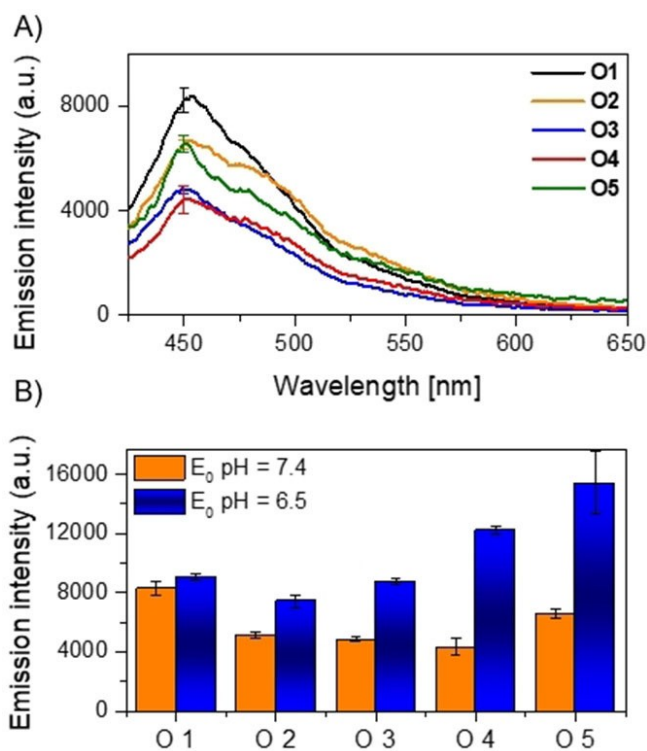 A)
Emission intensity (a.u.)
8000
4000
0
O1
O2
O3
O4
O5
450 500 550 600 650
Wavelength [nm]
B)
Emission intensity (a.u.)
16000
12000
8000
4000
0
E₀ pH = 7.4
E₀ pH = 6.5
O 1 O 2 O 3 O 4 O 5